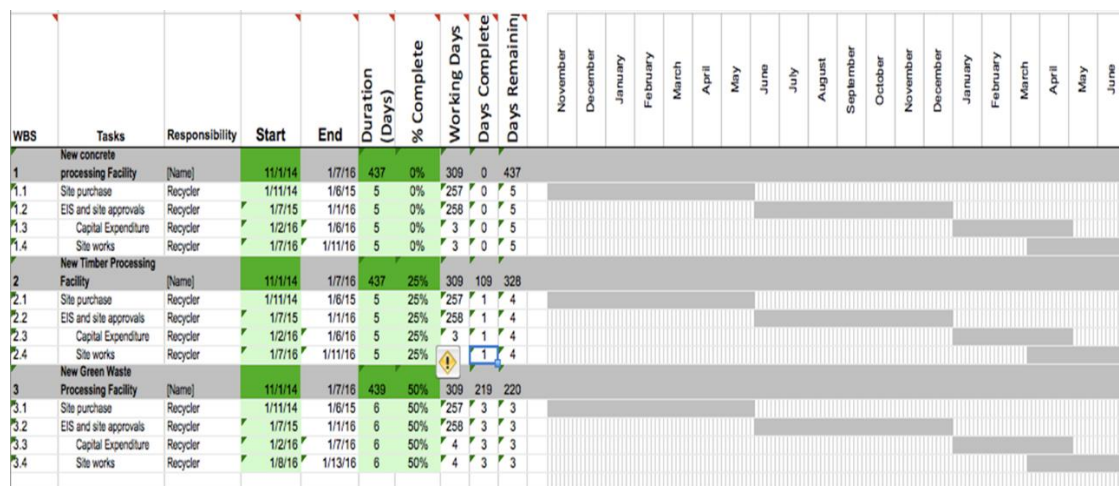 WBS Tasks Responsibility Start End Duration (Days) % Complete Working Days Days Complete Days Remaining November December January February March April May June July August September October November December January February March April May June
New concrete
1 processing Facility [Name] 11/1/14 1/7/16 437 0% 309 0 437
1.1 Site purchase Recycler 1/11/14 1/6/15 5 0% 257 0 5
1.2 EIS and site approvals Recycler 1/7/15 1/1/16 5 0% 258 0 5
1.3 Capital Expenditure Recycler 1/2/16 1/6/16 5 0% 3 0 5
1.4 Site works Recycler 1/7/16 1/11/16 5 0% 3 0 5
New Timber Processing
2 Facility [Name] 11/1/14 1/7/16 437 25% 309 109 328
2.1 Site purchase Recycler 1/11/14 1/6/15 5 25% 257 1 4
2.2 EIS and site approvals Recycler 1/7/15 1/1/16 5 25% 258 1 4
2.3 Capital Expenditure Recycler 1/2/16 1/6/16 5 25% 3 1 4
2.4 Site works Recycler 1/7/16 1/11/16 5 25% 1 4
New Green Waste
3 Processing Facility [Name] 11/1/14 1/7/16 439 50% 309 219 220
3.1 Site purchase Recycler 1/11/14 1/6/15 6 50% 257 3 3
3.2 EIS and site approvals Recycler 1/7/15 1/1/16 6 50% 258 3 3
3.3 Capital Expenditure Recycler 1/2/16 1/7/16 6 50% 4 3 3
3.4 Site works Recycler 1/8/16 1/13/16 6 50% 4 3 3